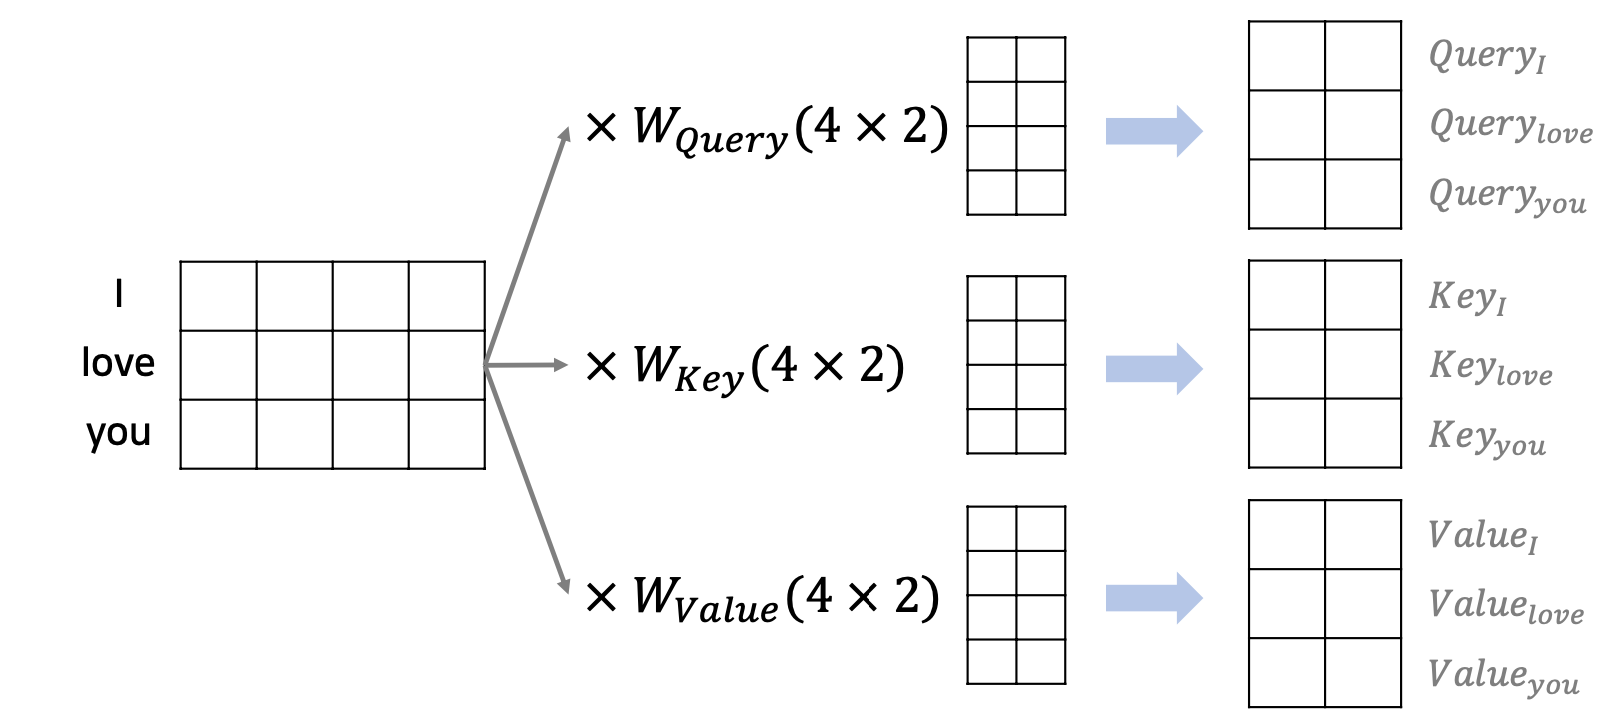 I
love
you
× W_Query(4 × 2)
Query_I
Query_love
Query_you
× W_Key(4 × 2)
Key_I
Key_love
Key_you
× W_Value(4 × 2)
Value_I
Value_love
Value_you